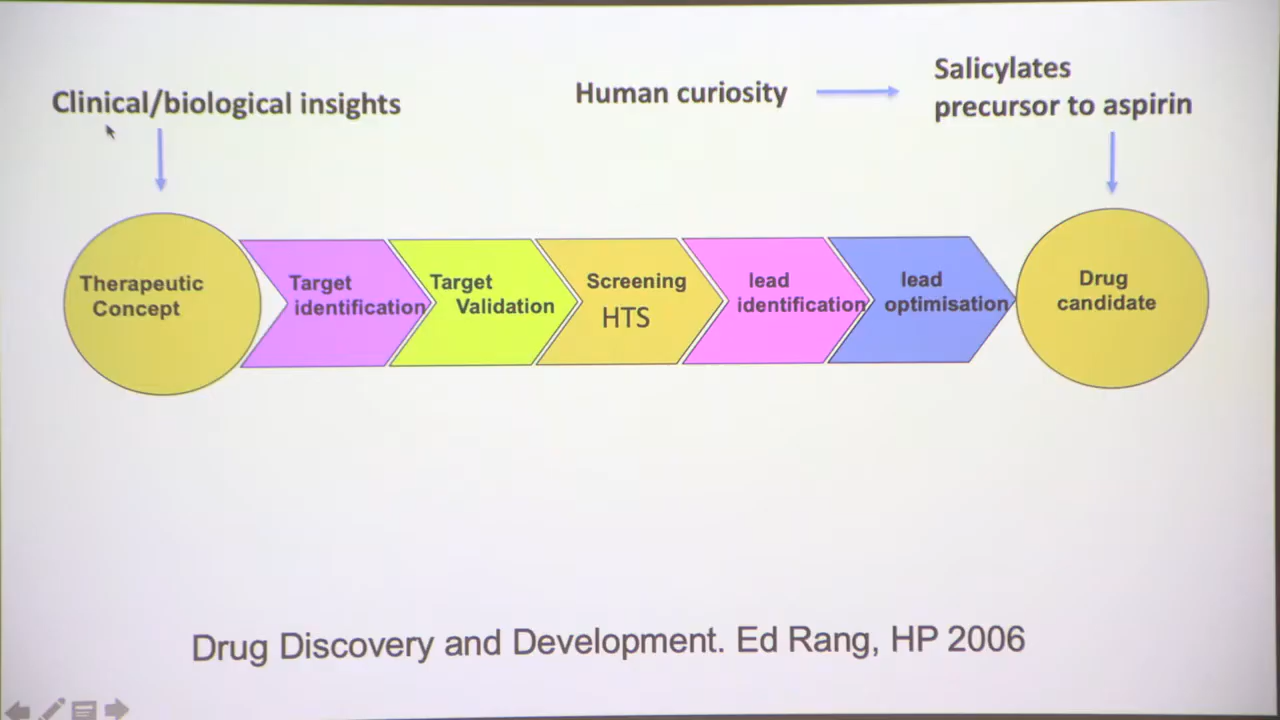 Clinical/biological insights
Human curiosity
Salicylates
precursor to aspirin
Therapeutic
Concept
Target
identification
Target
Validation
Screening
HTS
lead
identification
lead
optimisation
Drug
candidate
Drug Discovery and Development. Ed Rang, HP 2006